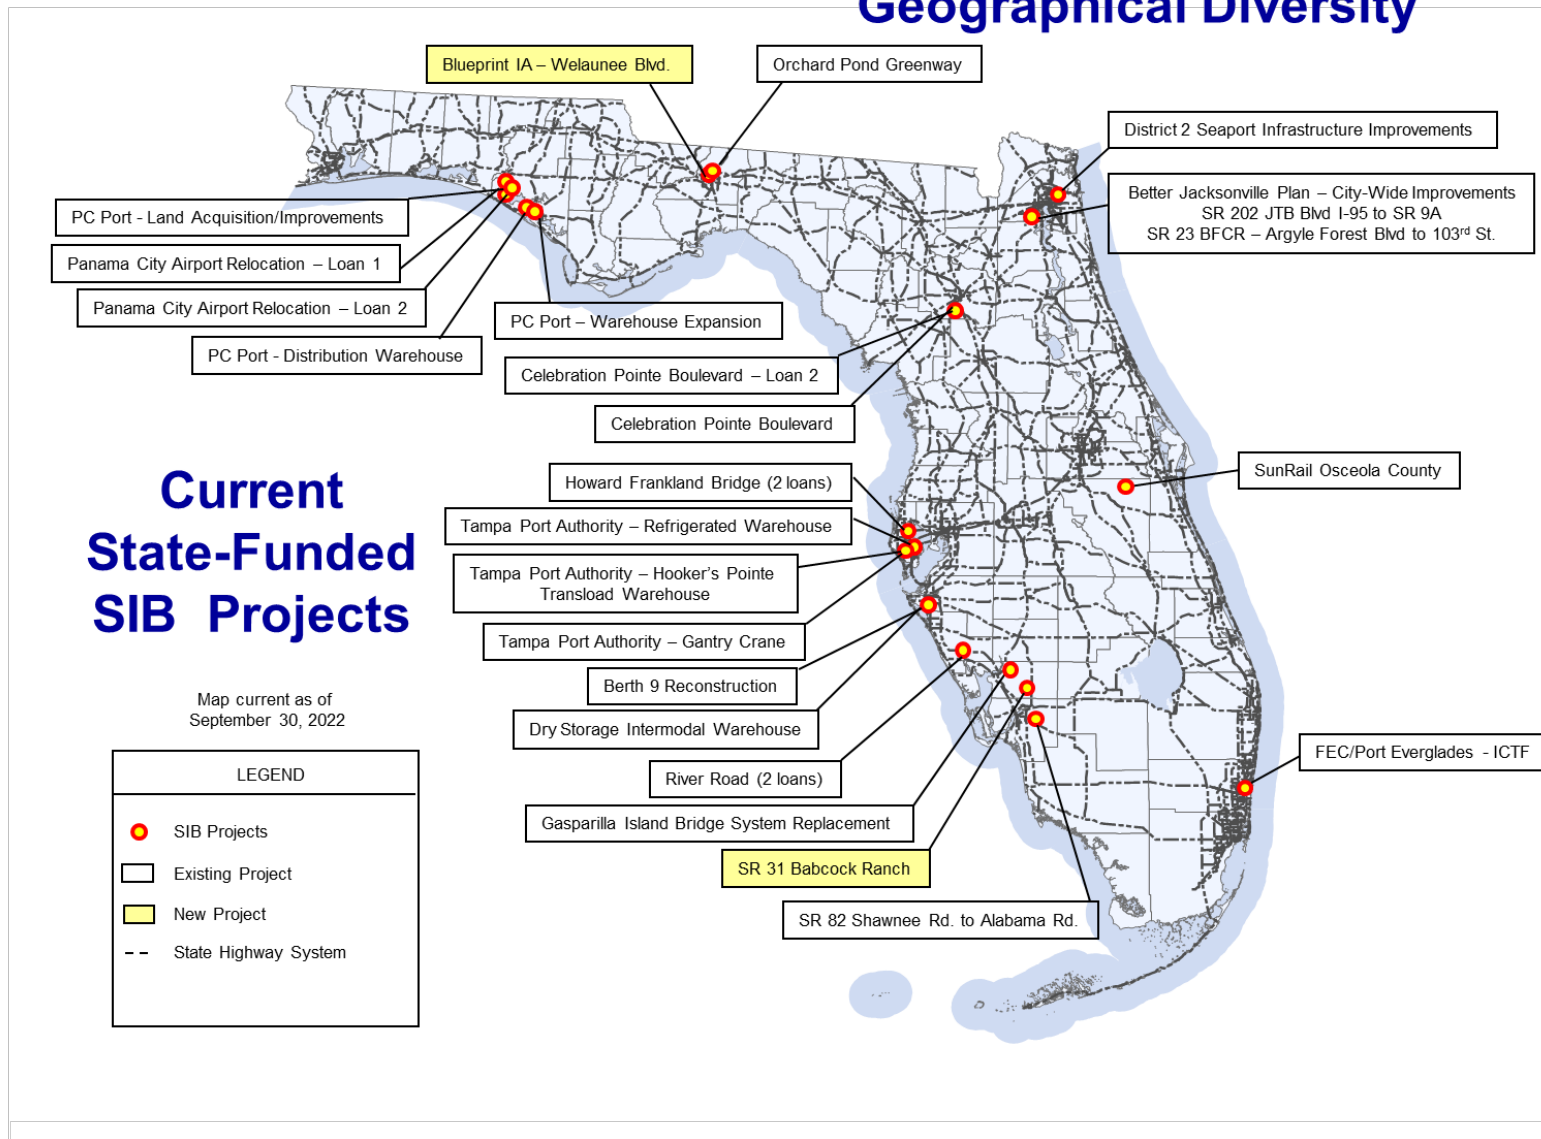 Geographical Diversity
Blueprint IA – Welaunee Blvd.
Orchard Pond Greenway
District 2 Seaport Infrastructure Improvements
Better Jacksonville Plan – City-Wide Improvements
SR 202 JTB Blvd I-95 to SR 9A
SR 23 BFCR – Argyle Forest Blvd to 103rd St.
PC Port - Land Acquisition/Improvements
Panama City Airport Relocation – Loan 1
Panama City Airport Relocation – Loan 2
PC Port - Distribution Warehouse
PC Port – Warehouse Expansion
Celebration Pointe Boulevard – Loan 2
Celebration Pointe Boulevard
Howard Frankland Bridge (2 loans)
Tampa Port Authority – Refrigerated Warehouse
Tampa Port Authority – Hooker's Pointe
Transload Warehouse
Tampa Port Authority – Gantry Crane
Berth 9 Reconstruction
Dry Storage Intermodal Warehouse
River Road (2 loans)
Gasparilla Island Bridge System Replacement
SR 31 Babcock Ranch
SR 82 Shawnee Rd. to Alabama Rd.
SunRail Osceola County
FEC/Port Everglades - ICTF
Current
State-Funded
SIB Projects
Map current as of
September 30, 2022
LEGEND
SIB Projects
Existing Project
New Project
State Highway System